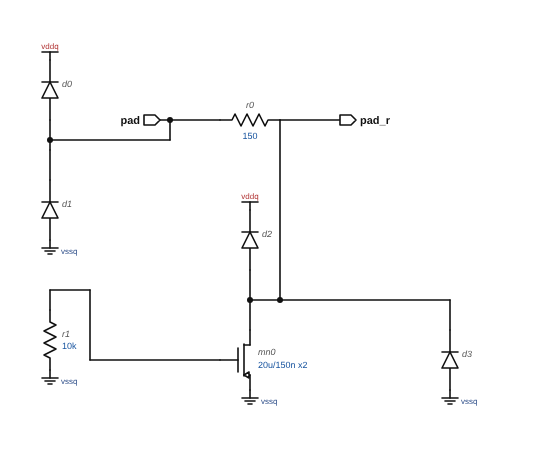 vddq
d0
r0
pad
pad_r
150
vddq
d1
d2
vssq
r1
10k
mn0
20u/150n x2
d3
vssq
vssq
vssq